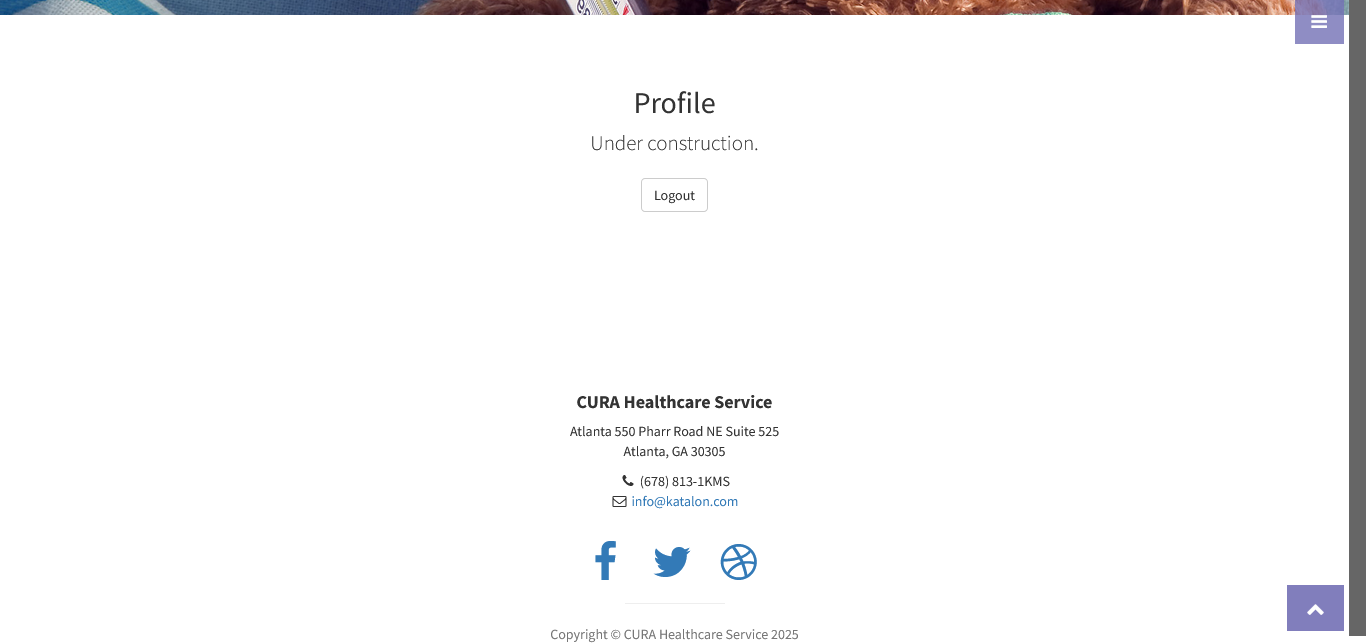 Profile
Under construction.
Logout
CURA Healthcare Service
Atlanta 550 Pharr Road NE Suite 525
Atlanta, GA 30305
(678) 813-1KMS
info@katalon.com
Copyright © CURA Healthcare Service 2025